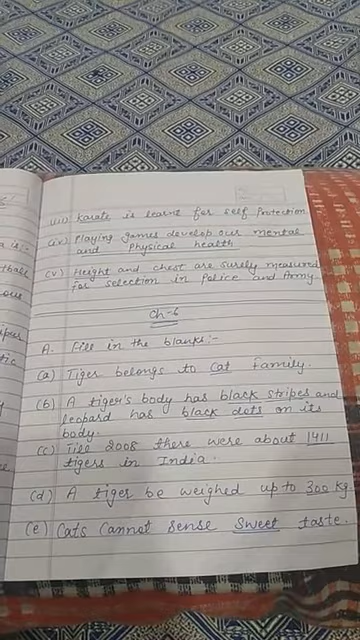 (iii) Karate is learnt for self Protection
(iv) Playing games develop our mental
and Physical health
(v) Height and chest are surely measured
for selection in Police and Army
Ch-6
A. Fill in the blanks:-
(a) Tiger belongs to Cat Family.
(b) A tiger's body has black stripes and
leopard has black dots on its
body.
(c) Till 2008 there were about 1411
tigers in India.
(d) A tiger be weighed up to 300 kg
(e) Cats Cannot sense Sweet taste.